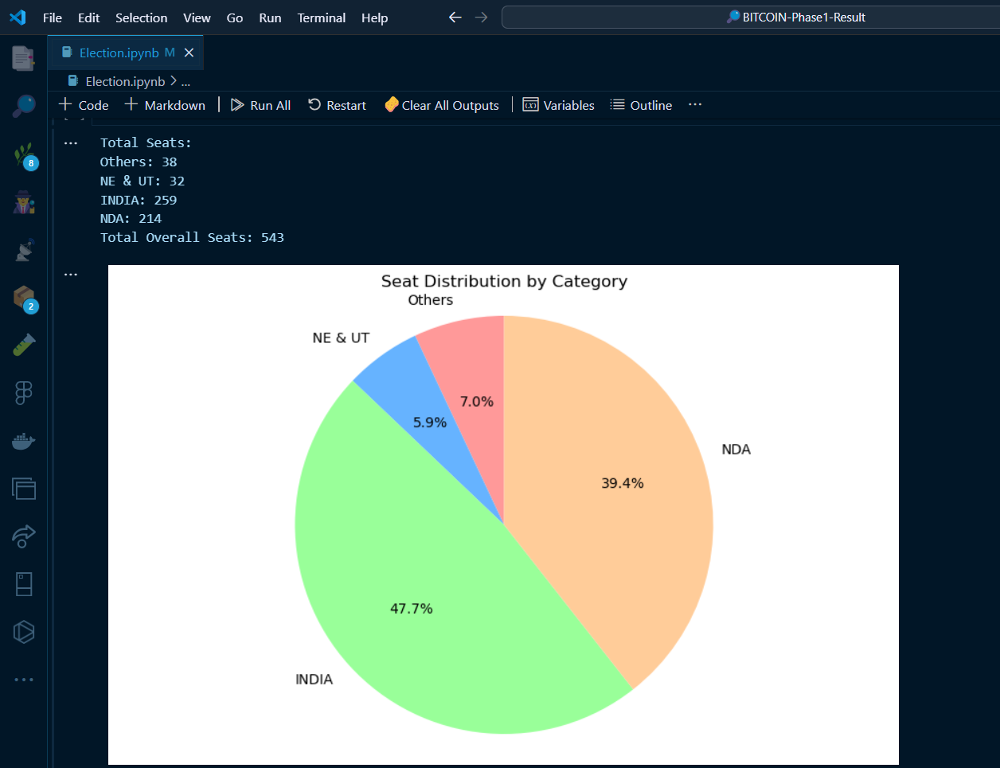 File Edit Selection View Go Run Terminal Help
BITCOIN-Phase1-Result
Election.ipynb M
Election.ipynb > ...
Code Markdown Run All Restart Clear All Outputs Variables Outline ...
8
2
Total Seats:
Others: 38
NE & UT: 32
INDIA: 259
NDA: 214
Total Overall Seats: 543
Seat Distribution by Category
Others
NE & UT
7.0%
5.9%
NDA
39.4%
47.7%
INDIA